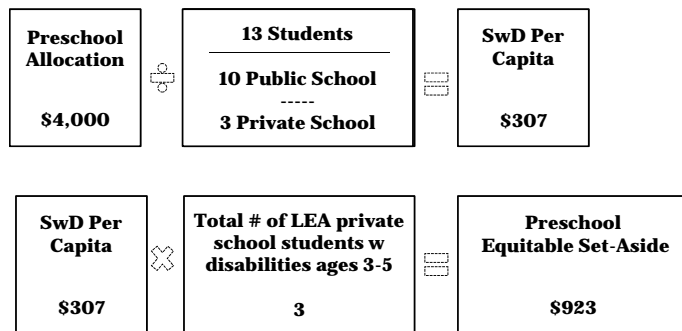 Preschool
Allocation
$4,000
÷
13 Students
10 Public School
-----
3 Private School
=
SwD Per
Capita
$307
SwD Per
Capita
$307
×
Total # of LEA private
school students w
disabilities ages 3-5
3
=
Preschool
Equitable Set-Aside
$923